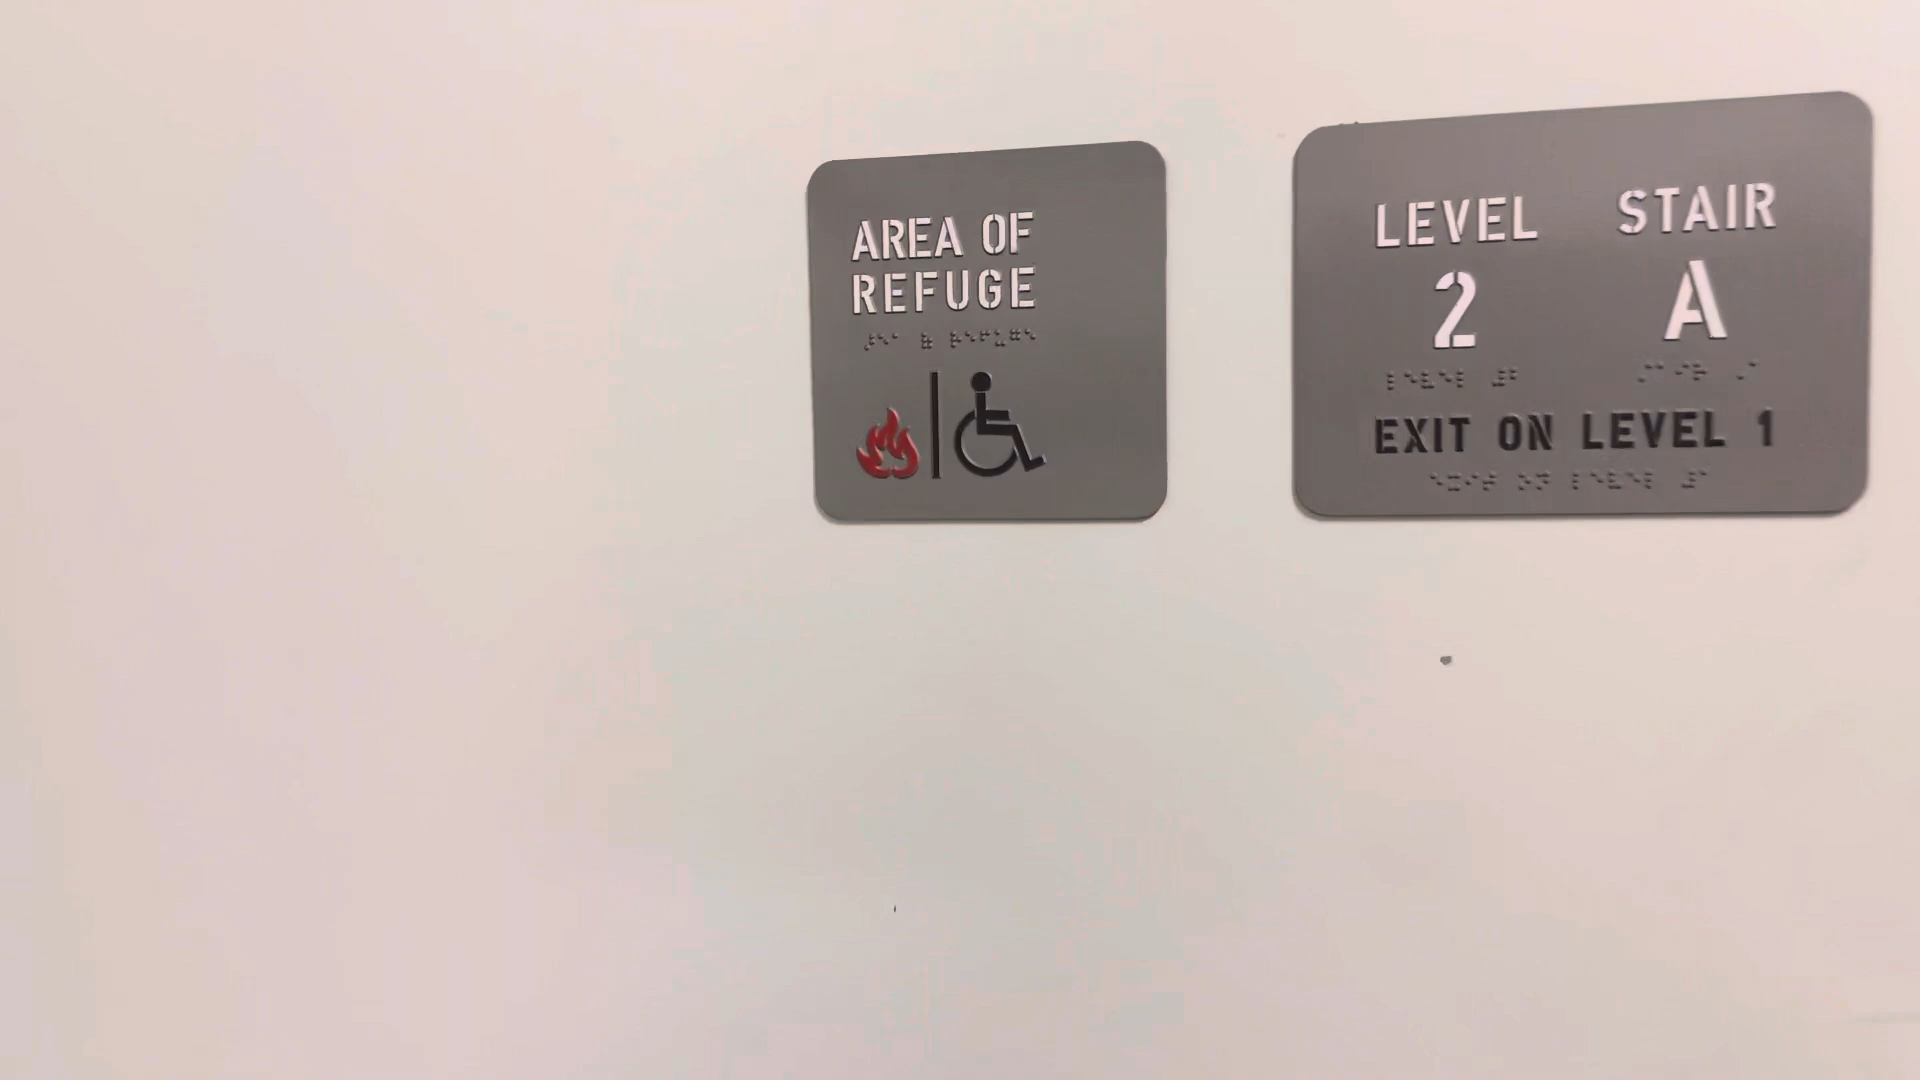 AREA OF
REFUGE
LEVEL STAIR
2 A
EXIT ON LEVEL 1